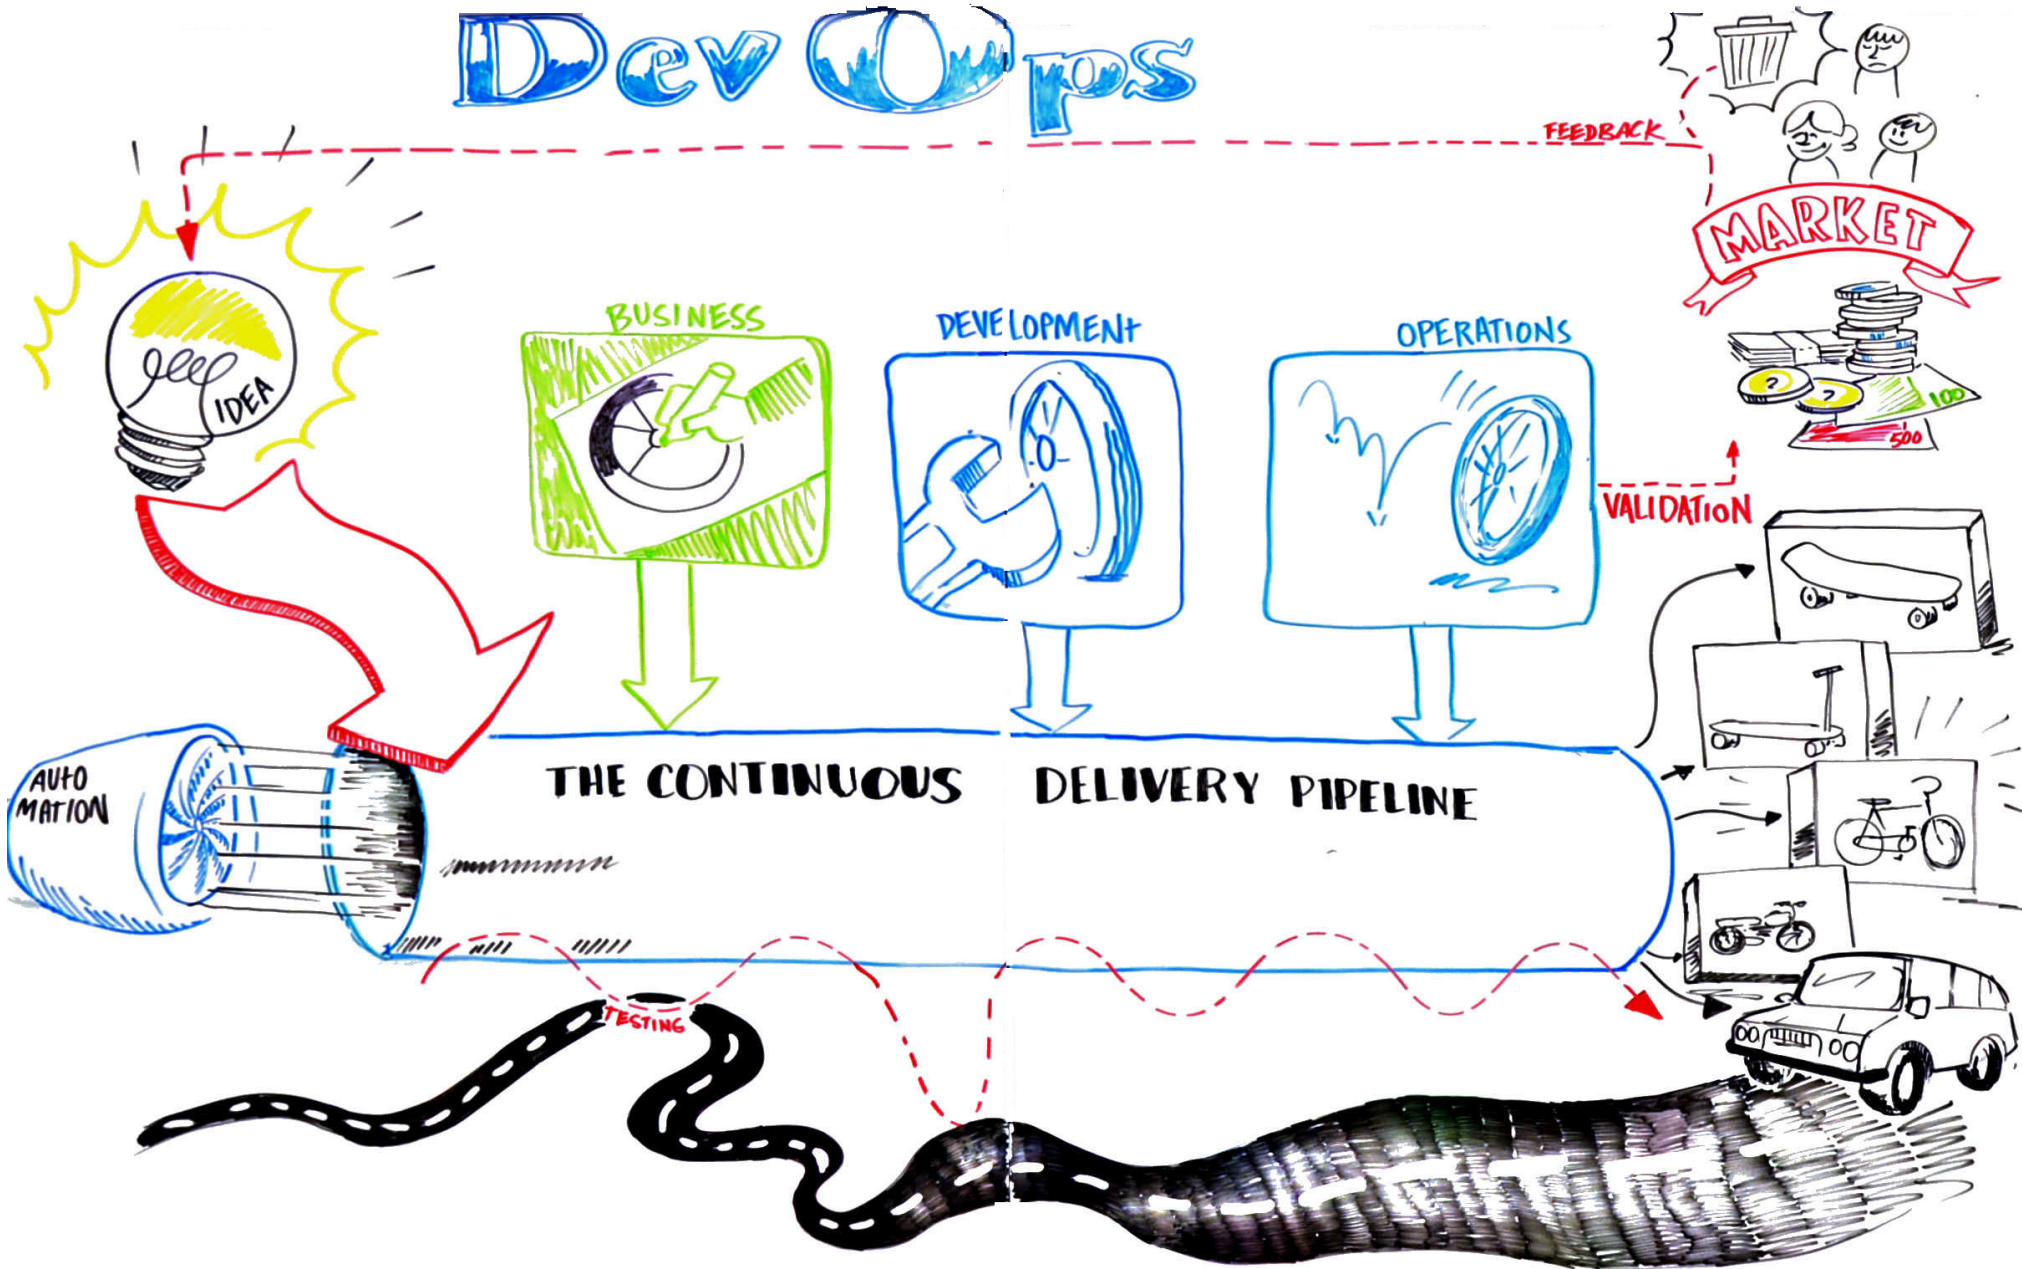 DevOps
FEEDBACK
MARKET
IDEA
BUSINESS
DEVELOPMENT
OPERATIONS
? ?
100
500
VALIDATION
AUTO
MATION
THE CONTINUOUS DELIVERY PIPELINE
TESTING